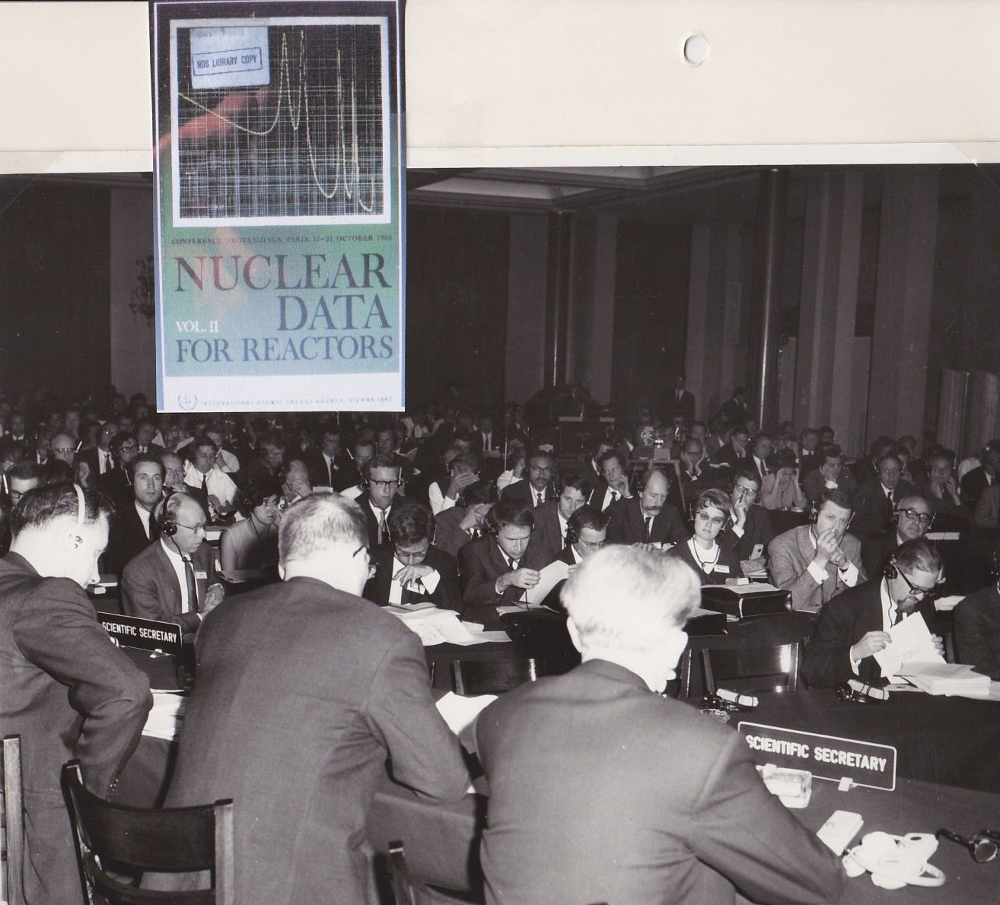 NDS LIBRARY COPY
CONFERENCE PROCEEDINGS, PARIS, 17-21 OCTOBER 1966
NUCLEAR
DATA
VOL. II
FOR REACTORS
INTERNATIONAL ATOMIC ENERGY AGENCY, VIENNA 1967
SCIENTIFIC SECRETARY
SCIENTIFIC SECRETARY